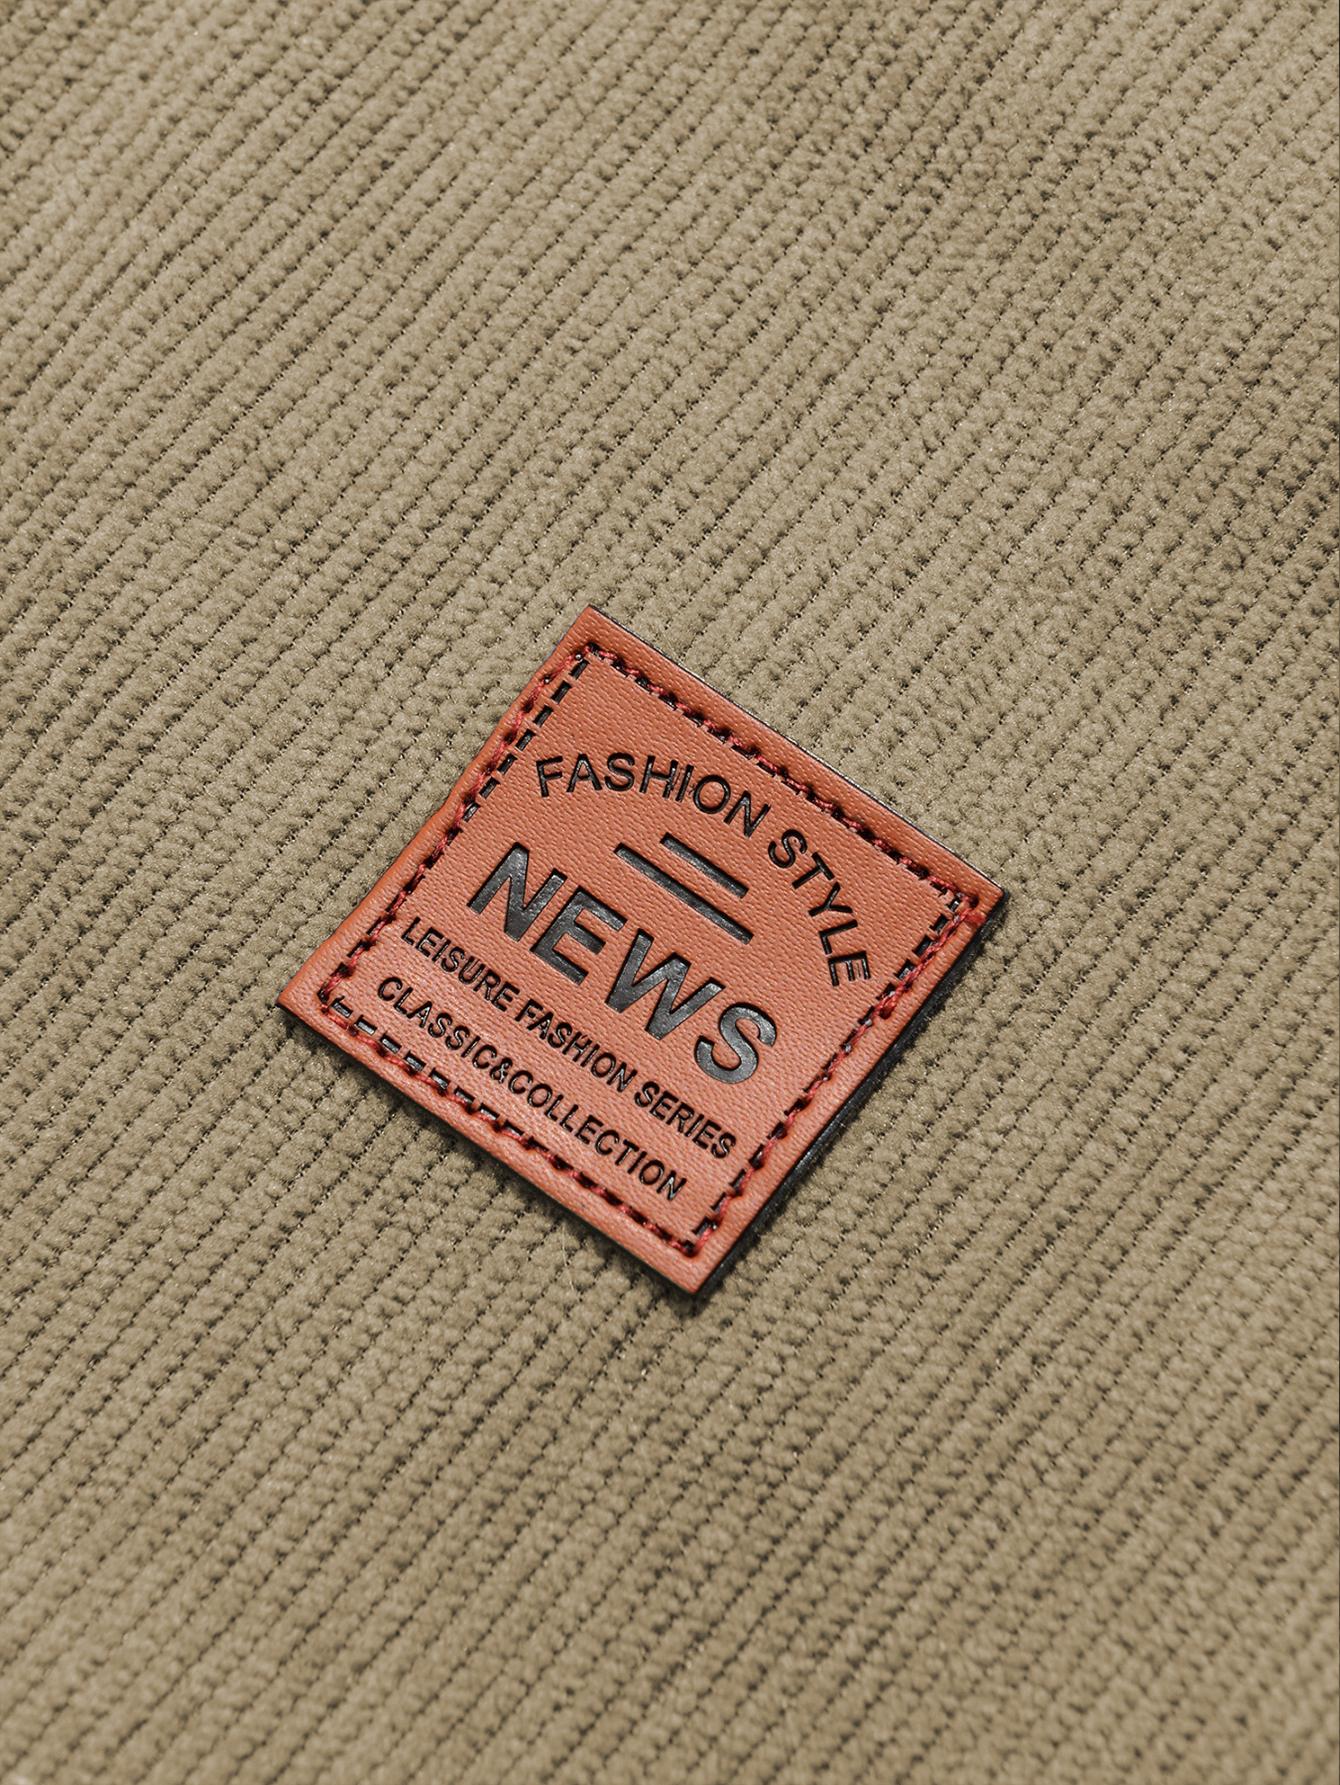 FASHION STYLE
NEWS
LEISURE FASHION SERIES
CLASSIC&COLLECTION